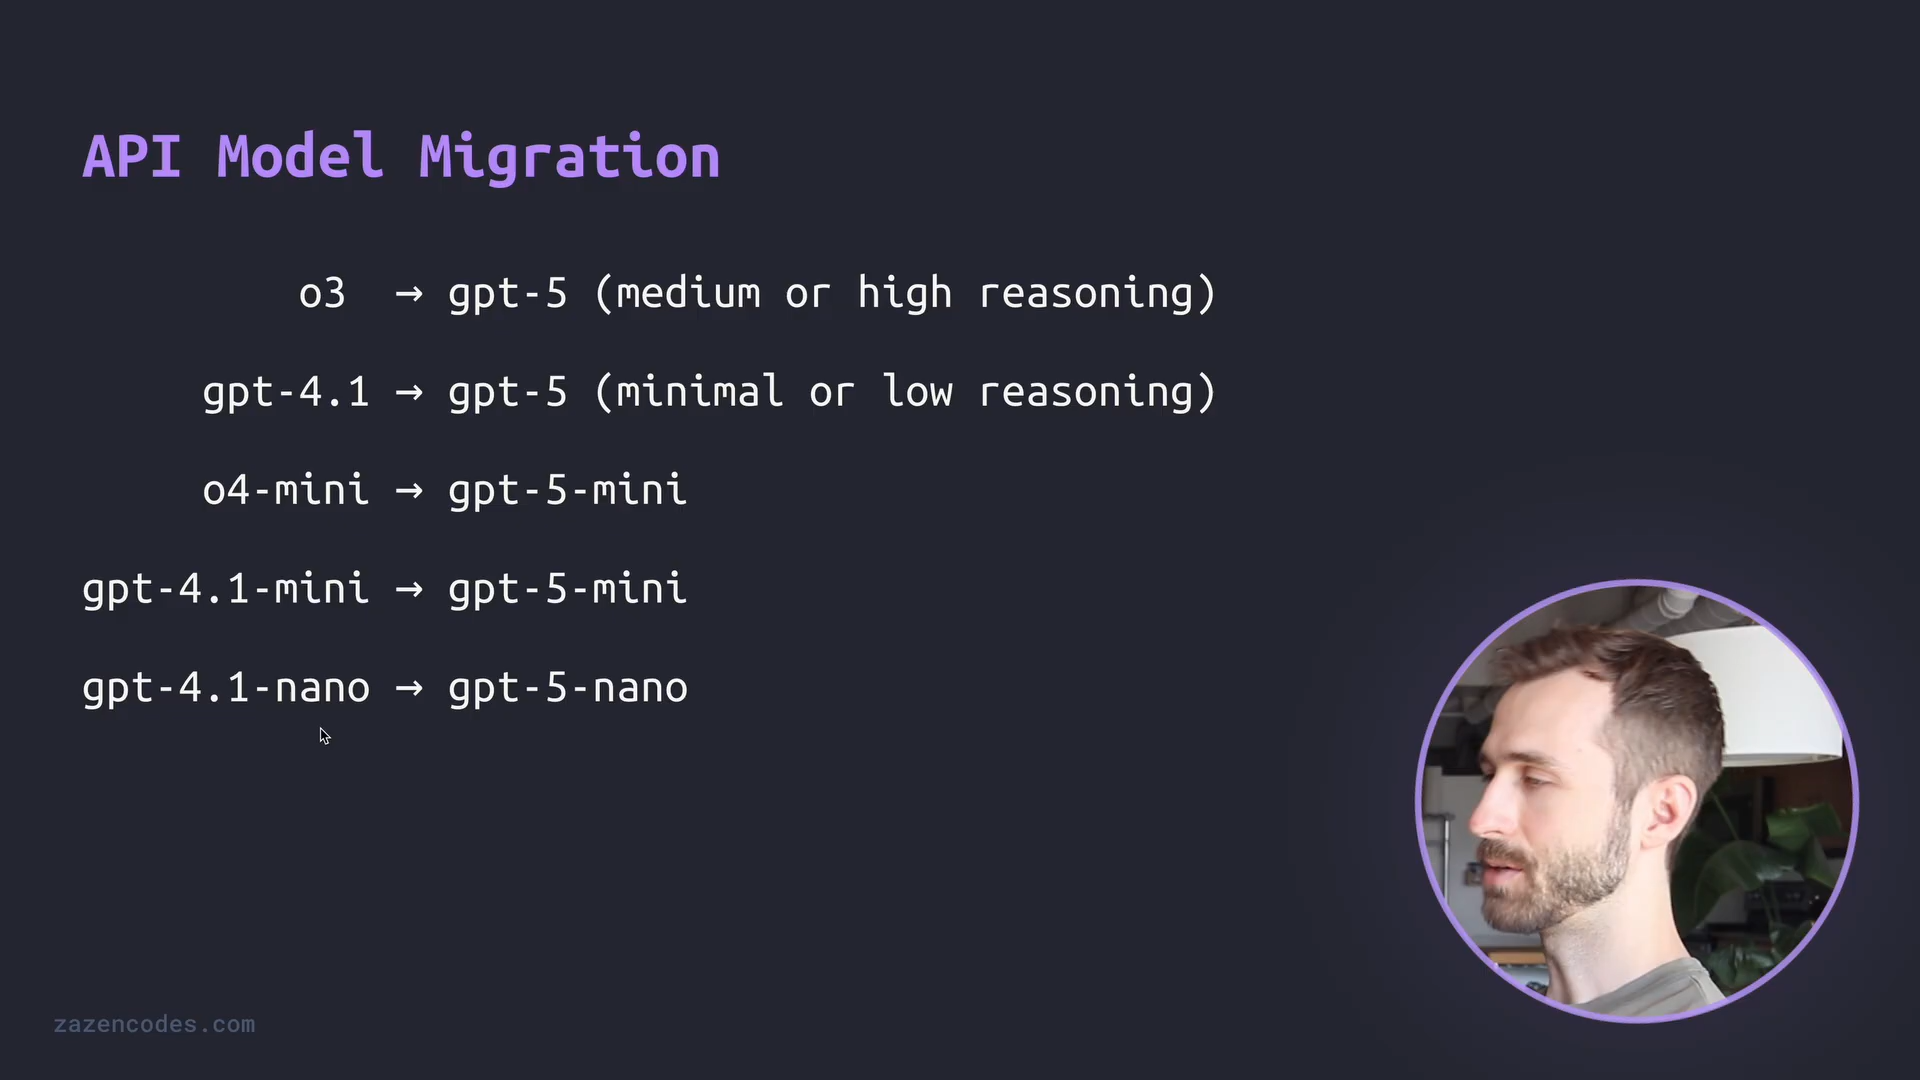 API Model Migration
o3 → gpt-5 (medium or high reasoning)
gpt-4.1 → gpt-5 (minimal or low reasoning)
o4-mini → gpt-5-mini
gpt-4.1-mini → gpt-5-mini
gpt-4.1-nano → gpt-5-nano
zazencodes.com